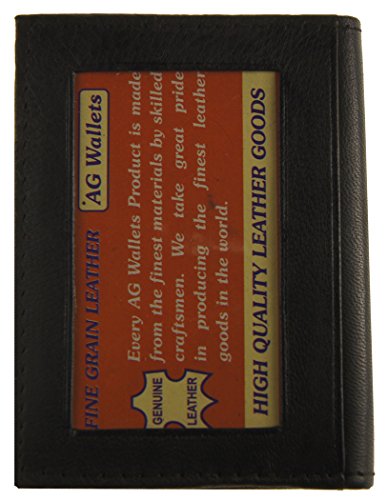 FINE GRAIN LEATHER
AG Wallets
Every AG Wallets Product is made
from the finest materials by skilled
craftsmen. We take great pride
in producing the finest leather
goods in the world.
GENUINE
LEATHER
HIGH QUALITY LEATHER GOODS